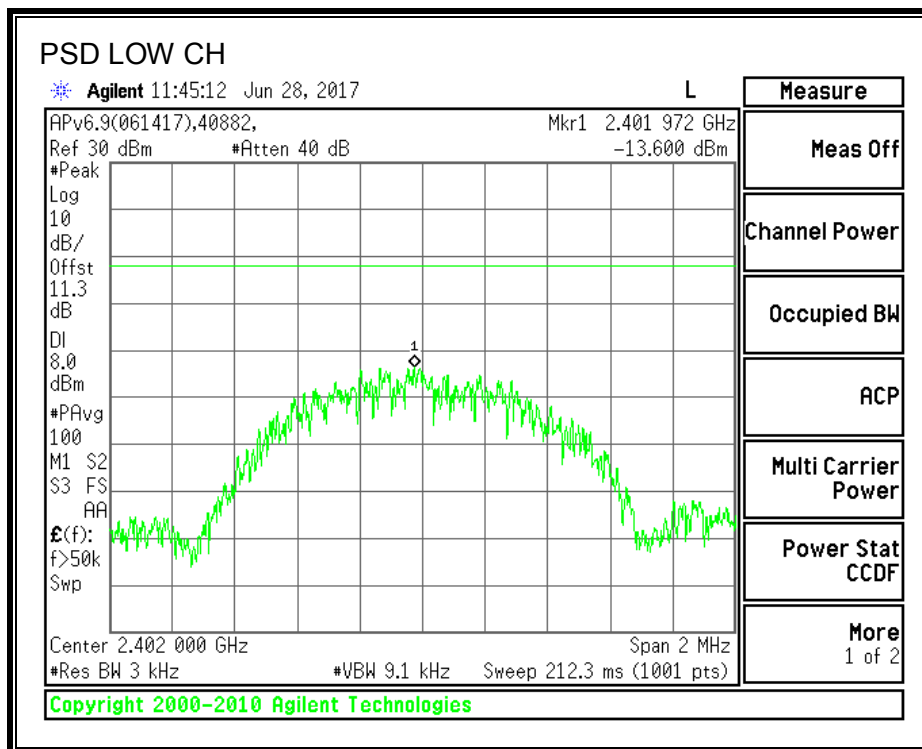 PSD LOW CH
Agilent 11:45:12 Jun 28, 2017 L
APv6.9(061417),40882, Mkr1 2.401 972 GHz
Ref 30 dBm #Atten 40 dB -13.600 dBm
#Peak
Log
10
dB/
Offst
11.3
dB
DI
8.0
dBm
#PAvg
100
M1 S2
S3 FS
AA
£(f):
f>50k
Swp
1
Center 2.402 000 GHz Span 2 MHz
#Res BW 3 kHz #VBW 9.1 kHz Sweep 212.3 ms (1001 pts)
Copyright 2000-2010 Agilent Technologies
Measure
Meas Off
Channel Power
Occupied BW
ACP
Multi Carrier
Power
Power Stat
CCDF
More
1 of 2